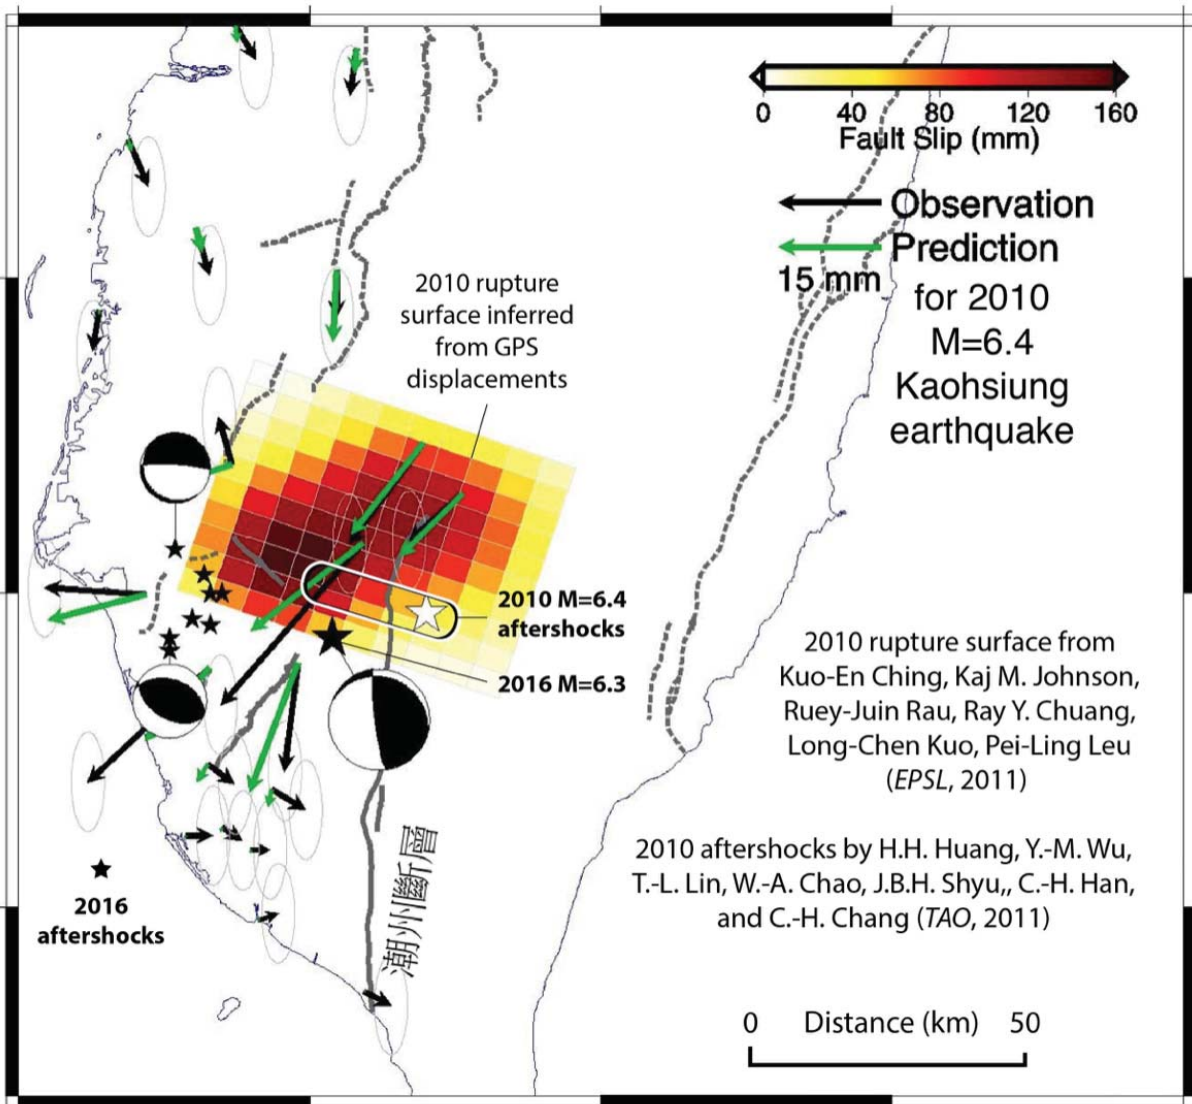 0 40 80 120 160
Fault Slip (mm)
Observation
Prediction
15 mm
for 2010
M=6.4
Kaohsiung
earthquake
2010 rupture
surface inferred
from GPS
displacements
2010 M=6.4
aftershocks
2016 M=6.3
2010 rupture surface from
Kuo-En Ching, Kaj M. Johnson,
Ruey-Juin Rau, Ray Y. Chuang,
Long-Chen Kuo, Pei-Ling Leu
(EPSL, 2011)
2010 aftershocks by H.H. Huang, Y.-M. Wu,
T.-L. Lin, W.-A. Chao, J.B.H. Shyu,, C.-H. Han,
and C.-H. Chang (TAO, 2011)
潮州斷層
2016
aftershocks
0 Distance (km) 50